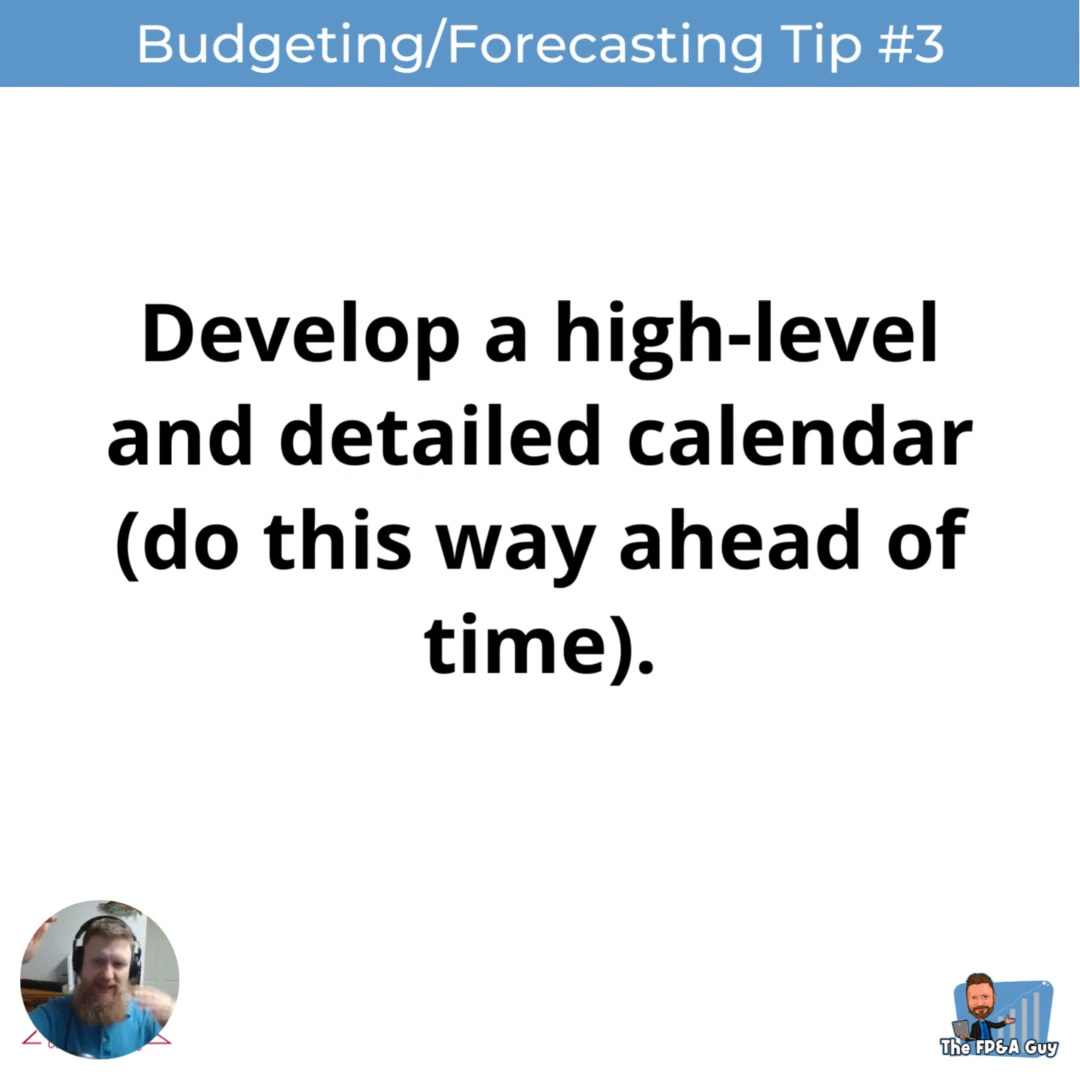 Budgeting/Forecasting Tip #3
Develop a high-level
and detailed calendar
(do this way ahead of
time).
The FP&A Guy